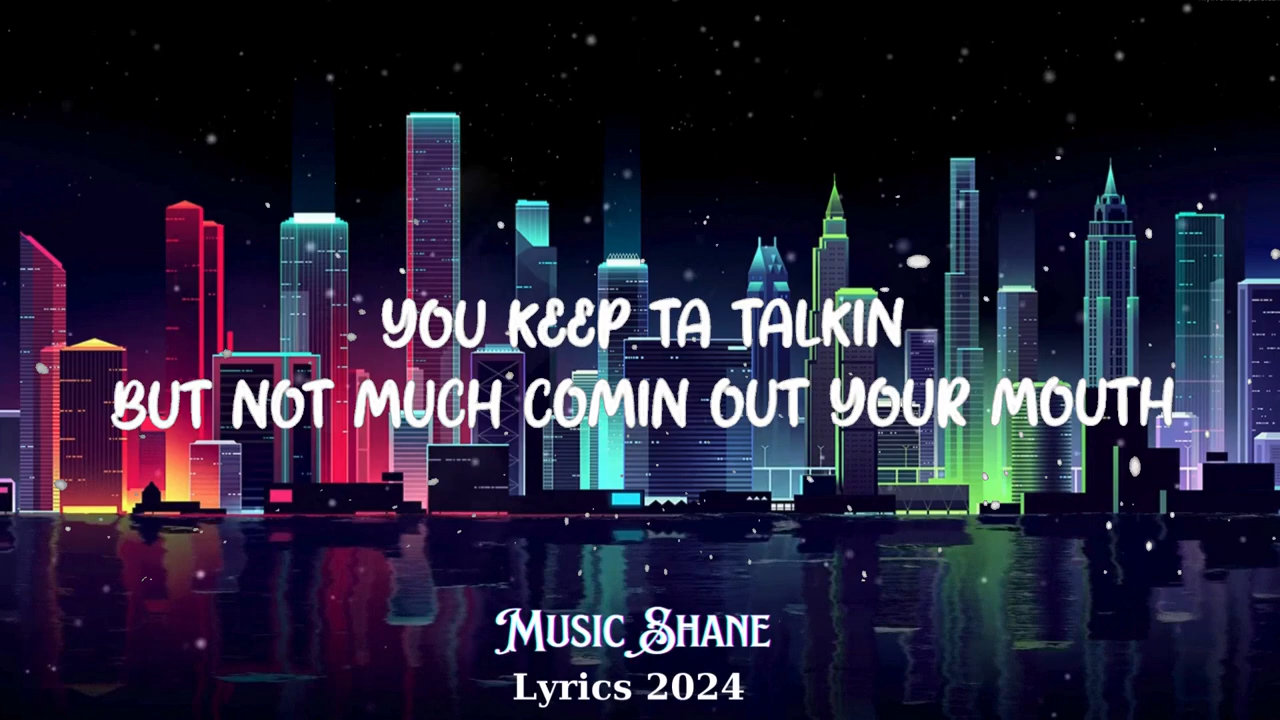 YOU KEEP TA TALKIN
BUT NOT MUCH COMIN OUT YOUR MOUTH
MUSIC SHANE
Lyrics 2024